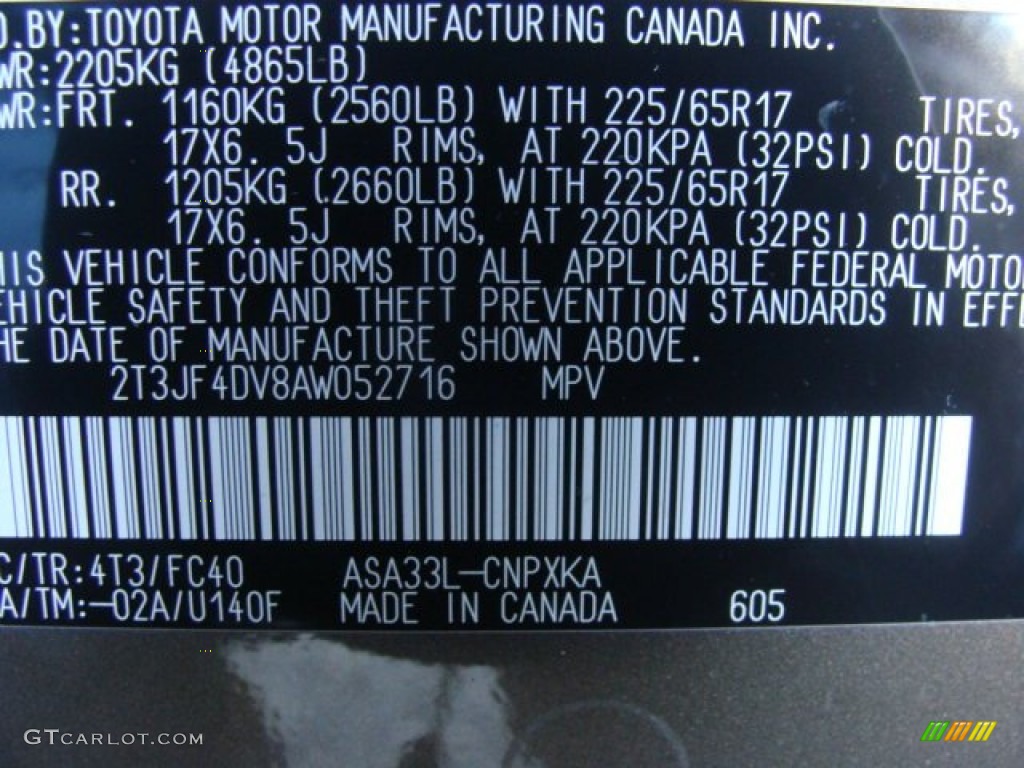 D.BY:TOYOTA MOTOR MANUFACTURING CANADA INC.
WR:2205KG (4865LB)
WR:FRT. 1160KG (2560LB) WITH 225/65R17 TIRES,
17X6. 5J RIMS, AT 220KPA (32PSI) COLD.
RR. 1205KG (2660LB) WITH 225/65R17 TIRES,
17X6. 5J RIMS, AT 220KPA (32PSI) COLD.
HIS VEHICLE CONFORMS TO ALL APPLICABLE FEDERAL MOTO
EHICLE SAFETY AND THEFT PREVENTION STANDARDS IN EFFE
HE DATE OF MANUFACTURE SHOWN ABOVE.
2T3JF4DV8AW052716 MPV
C/TR:4T3/FC40 ASA33L-CNPXKA
A/TM:-02A/U140F MADE IN CANADA 605
GTCARLOT.COM